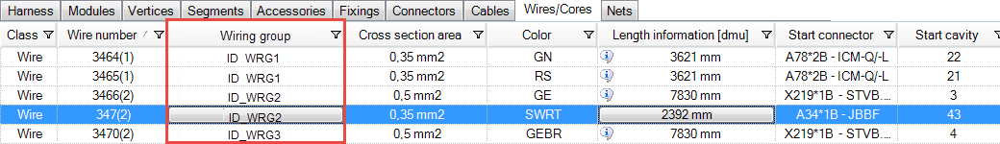 Harness Modules Vertices Segments Accessories Fixings Connectors Cables Wires/Cores Nets
Class Wire number Wiring group Cross section area Color Length information [dmu] Start connector Start cavity
Wire 3464(1) ID_WRG1 0,35 mm2 GN 3621 mm A78*2B - ICM-Q/-L 22
Wire 3465(1) ID_WRG1 0,35 mm2 RS 3621 mm A78*2B - ICM-Q/-L 21
Wire 3466(2) ID_WRG2 0,5 mm2 GE 7830 mm X219*1B - STVB.... 3
Wire 347(2) ID_WRG2 0,35 mm2 SWRT 2392 mm A34*1B - JBBF 43
Wire 3470(2) ID_WRG3 0,5 mm2 GEBR 7830 mm X219*1B - STVB.... 4